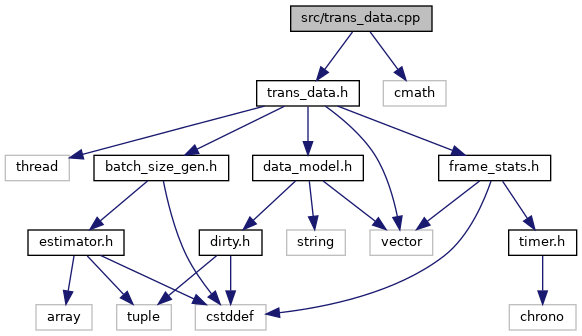 src/trans_data.cpp
trans_data.h
cmath
thread
batch_size_gen.h
data_model.h
frame_stats.h
estimator.h
dirty.h
string
vector
timer.h
array
tuple
cstddef
chrono